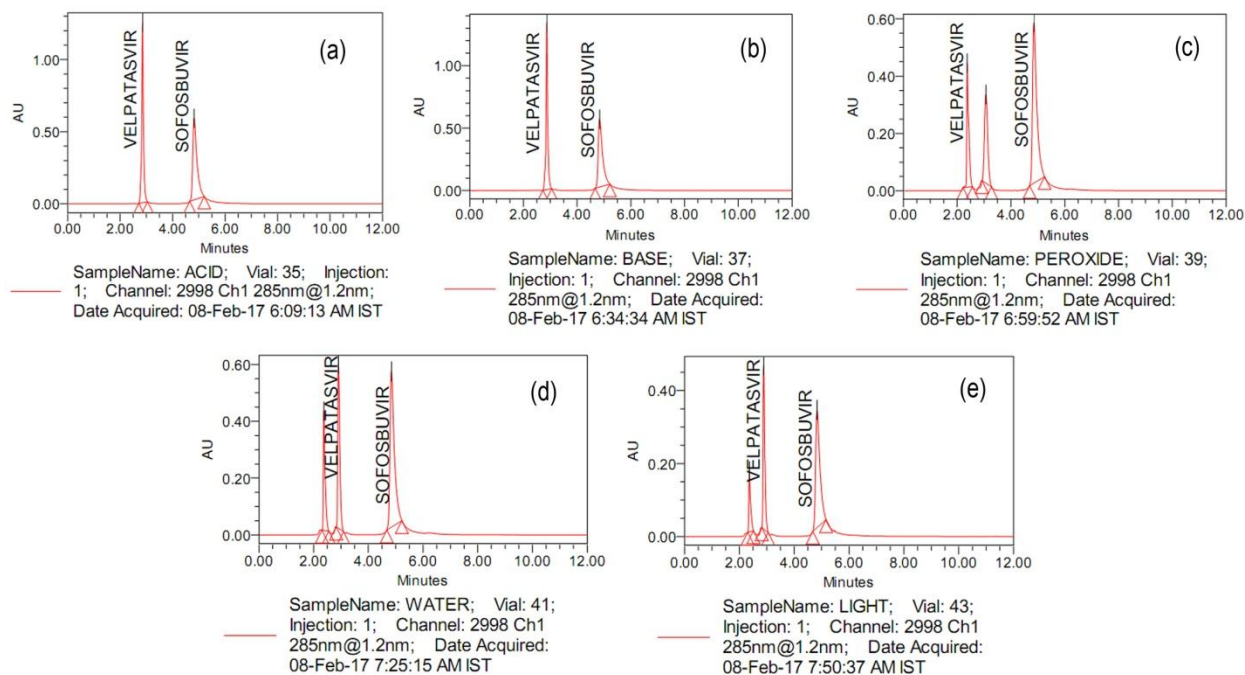 (a)
VELPATASVIR
SOFOSBUVIR
AU
1.00
0.50
0.00
0.00 2.00 4.00 6.00 8.00 10.00 12.00
Minutes
SampleName: ACID; Vial: 35; Injection:
1; Channel: 2998 Ch1 285nm@1.2nm;
Date Acquired: 08-Feb-17 6:09:13 AM IST
(b)
VELPATASVIR
SOFOSBUVIR
AU
1.00
0.50
0.00
0.00 2.00 4.00 6.00 8.00 10.00 12.00
Minutes
SampleName: BASE; Vial: 37;
Injection: 1; Channel: 2998 Ch1
285nm@1.2nm; Date Acquired:
08-Feb-17 6:34:34 AM IST
(c)
VELPATASVIR
SOFOSBUVIR
AU
0.60
0.40
0.20
0.00
0.00 2.00 4.00 6.00 8.00 10.00 12.00
Minutes
SampleName: PEROXIDE; Vial: 39;
Injection: 1; Channel: 2998 Ch1
285nm@1.2nm; Date Acquired:
08-Feb-17 6:59:52 AM IST
(d)
VELPATASVIR
SOFOSBUVIR
AU
0.60
0.40
0.20
0.00
0.00 2.00 4.00 6.00 8.00 10.00 12.00
Minutes
SampleName: WATER; Vial: 41;
Injection: 1; Channel: 2998 Ch1
285nm@1.2nm; Date Acquired:
08-Feb-17 7:25:15 AM IST
(e)
VELPATASVIR
SOFOSBUVIR
AU
0.40
0.20
0.00
0.00 2.00 4.00 6.00 8.00 10.00 12.00
Minutes
SampleName: LIGHT; Vial: 43;
Injection: 1; Channel: 2998 Ch1
285nm@1.2nm; Date Acquired:
08-Feb-17 7:50:37 AM IST